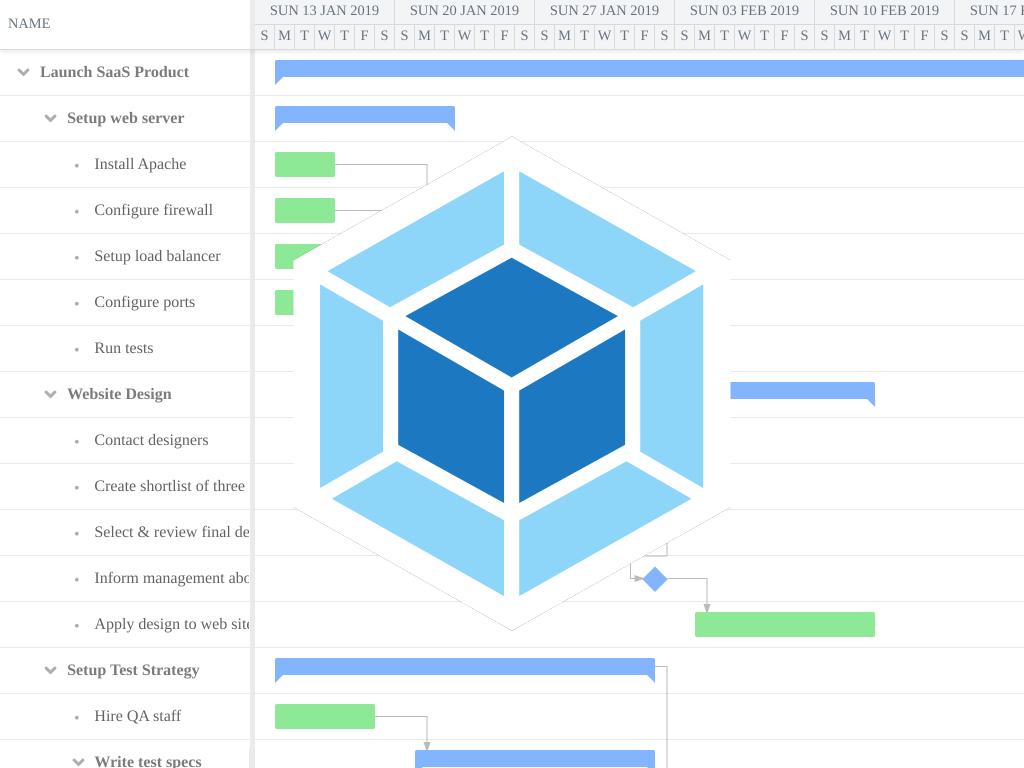 NAME
SUN 13 JAN 2019 SUN 20 JAN 2019 SUN 27 JAN 2019 SUN 03 FEB 2019 SUN 10 FEB 2019 SUN 17
S M T W T F S S M T W T F S S M T W T F S S M T W T F S S M T W T F S S M T
Launch SaaS Product
Setup web server
Install Apache
Configure firewall
Setup load balancer
Configure ports
Run tests
Website Design
Contact designers
Create shortlist of three
Select & review final de
Inform management abo
Apply design to web site
Setup Test Strategy
Hire QA staff
Write test specs